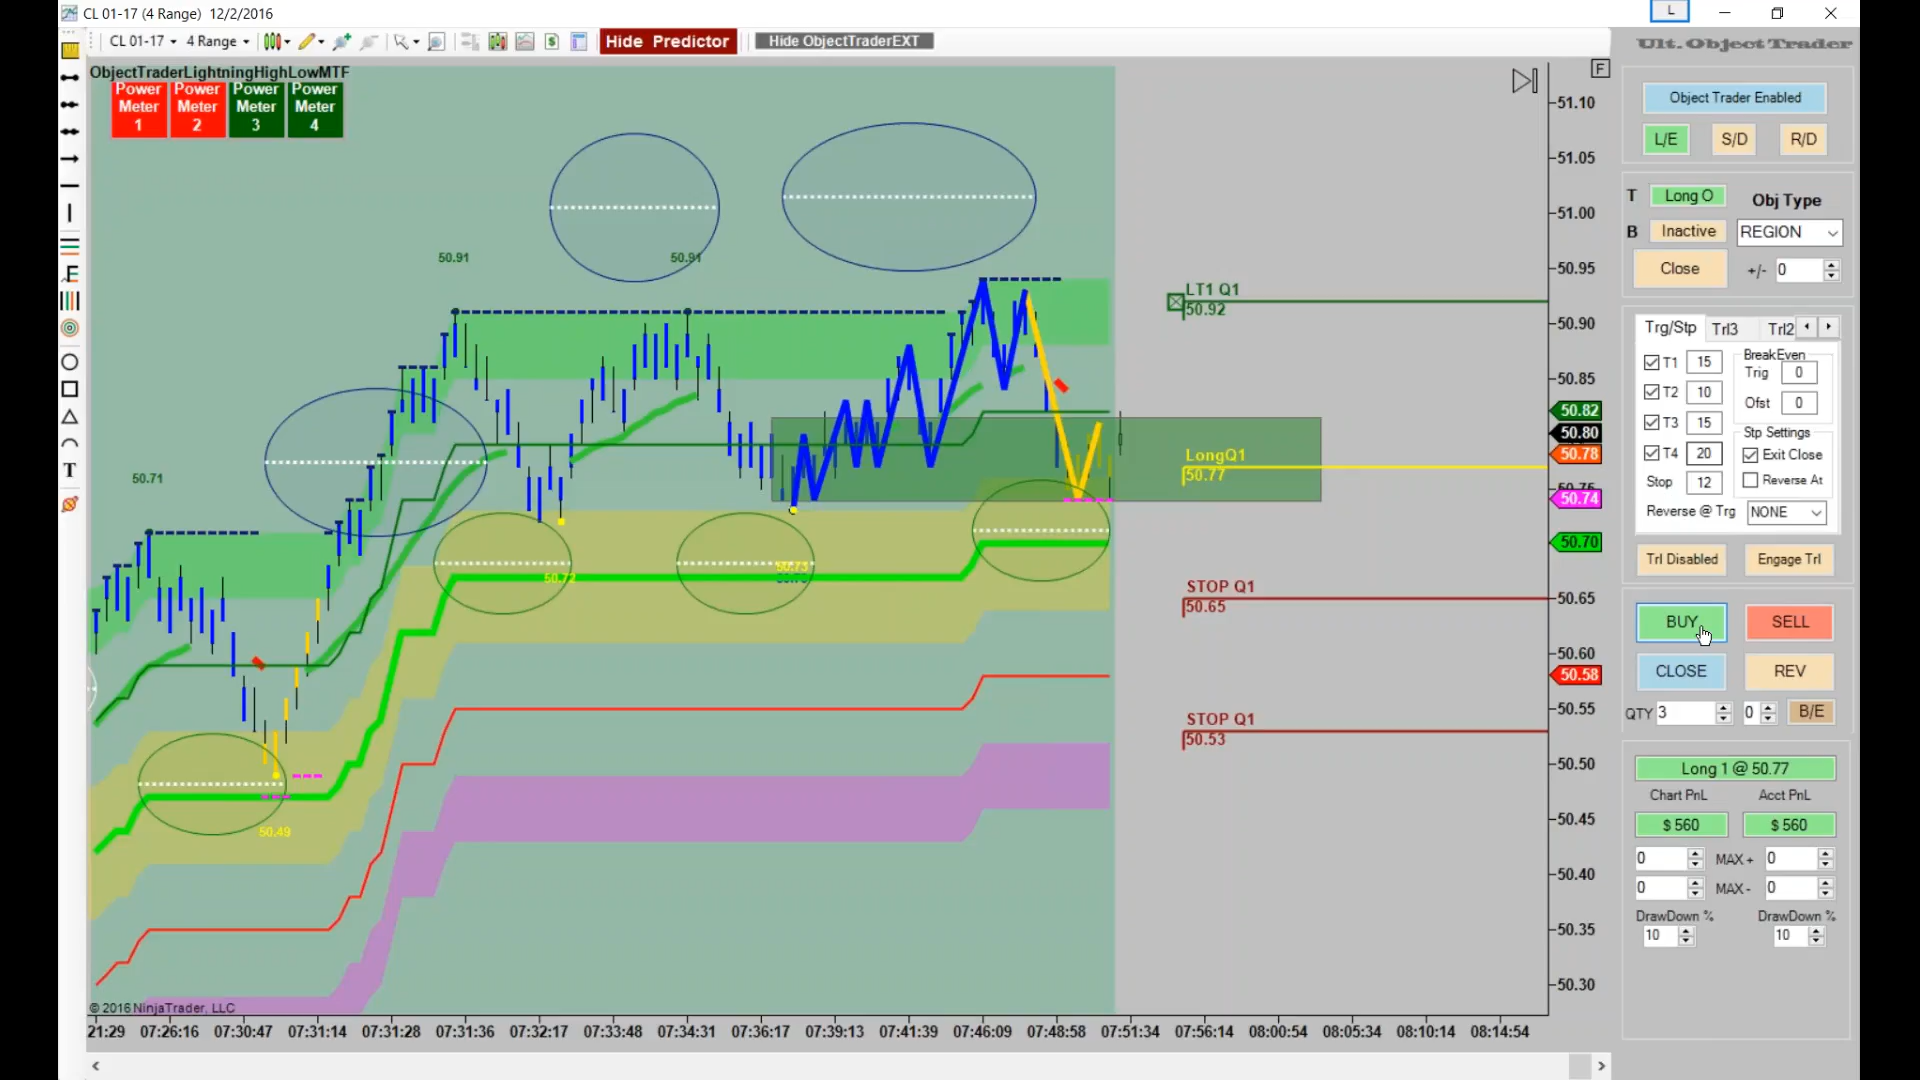 CL 01-17 (4 Range) 12/2/2016
L
CL 01-17 4 Range Hide Predictor Hide ObjectTraderEXT
Ult. Object Trader
ObjectTraderLightningHighLowMTF
F
Power Meter 1
Power Meter 2
Power Meter 3
Power Meter 4
50.71
50.91
50.91
50.49
50.72
50.73
LT1 Q1
50.92
LongQ1
50.77
STOP Q1
50.65
STOP Q1
50.53
51.10
51.05
51.00
50.95
50.90
50.85
50.82
50.80
50.78
50.74
50.70
50.65
50.60
50.58
50.55
50.50
50.45
50.40
50.35
50.30
© 2016 NinjaTrader, LLC
21:29 07:26:16 07:30:47 07:31:14 07:31:28 07:31:36 07:32:17 07:33:48 07:34:31 07:36:17 07:39:13 07:41:39 07:46:09 07:48:58 07:51:34 07:56:14 08:00:54 08:05:34 08:10:14 08:14:54
Object Trader Enabled
L/E S/D R/D
T Long O Obj Type
B Inactive REGION
Close +/- 0
Trg/Stp Trl3 Trl2
T1 15
T2 10
T3 15
T4 20
Stop 12
BreakEven
Trig 0
Ofst 0
Stp Settings
Exit Close
Reverse At
Reverse @ Trg NONE
Trl Disabled Engage Trl
BUY SELL
CLOSE REV
QTY 3 0 B/E
Long 1 @ 50.77
Chart PnL Acct PnL
$ 560 $ 560
0 MAX + 0
0 MAX - 0
DrawDown % DrawDown %
10 10
T